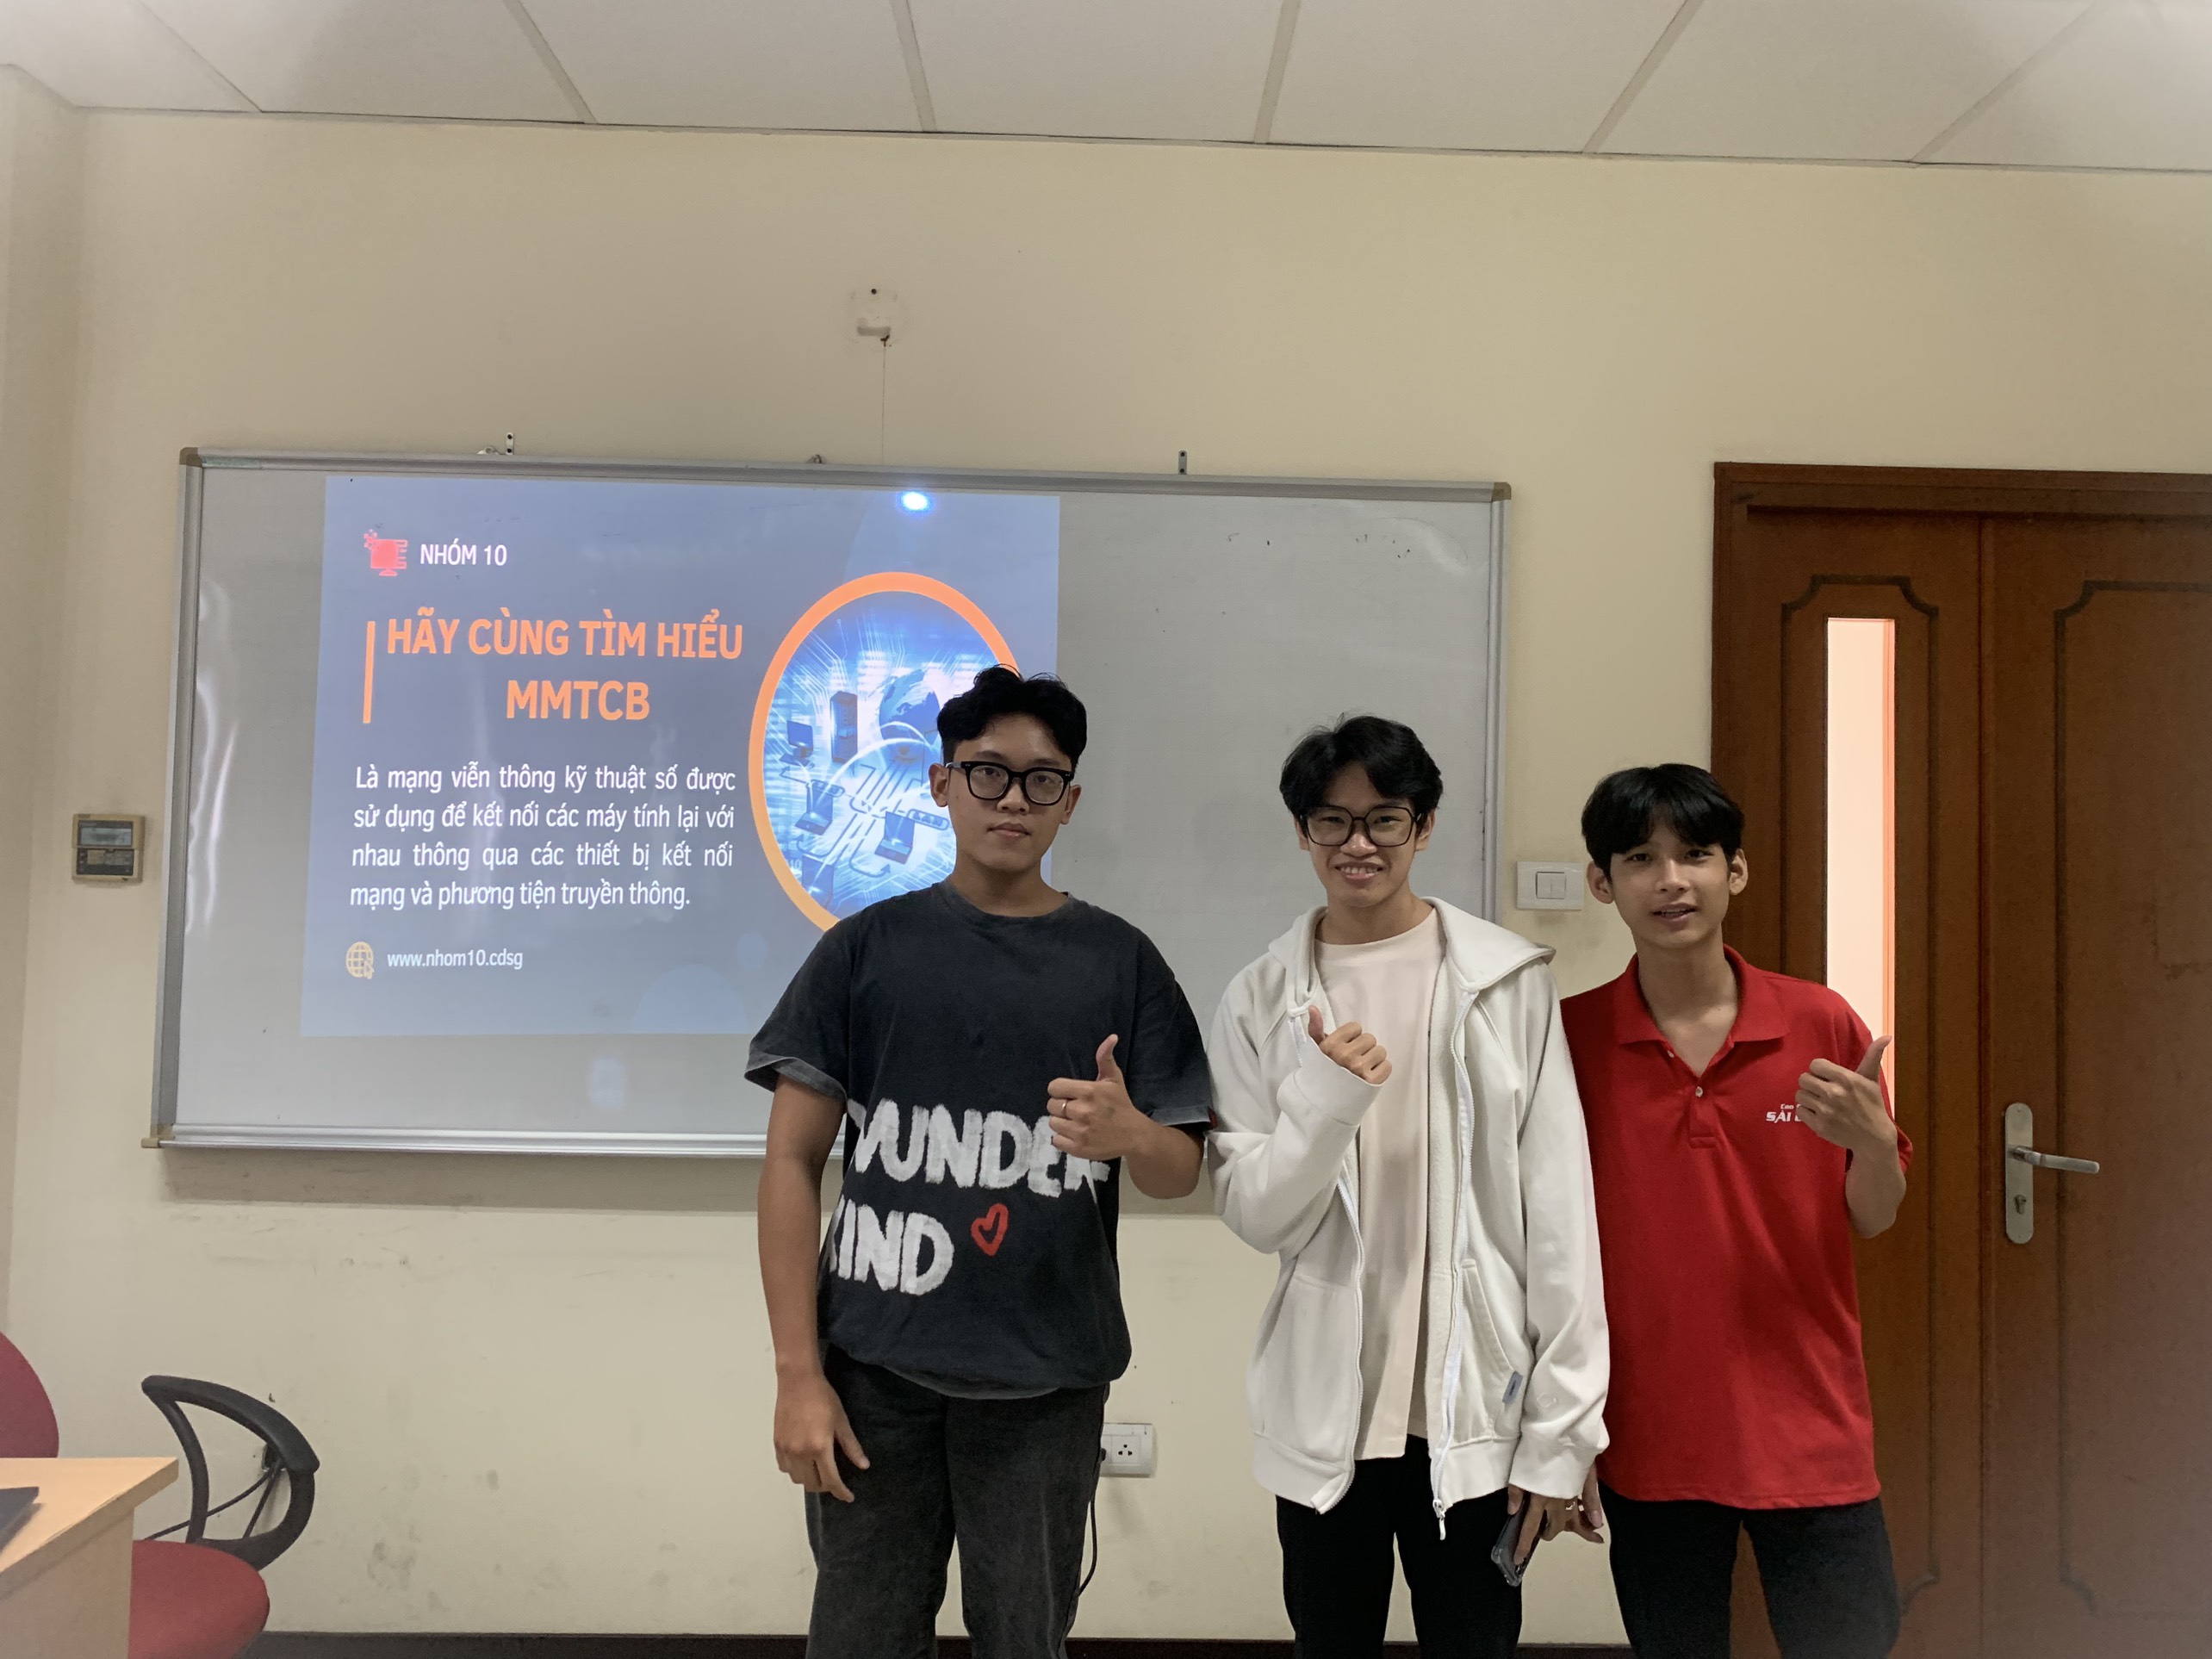 NHÓM 10
HÃY CÙNG TÌM HIỂU
MMTCB
Là mạng viễn thông kỹ thuật số được
sử dụng để kết nối các máy tính lại với
nhau thông qua các thiết bị kết nối
mạng và phương tiện truyền thông.
www.nhom10.cdsg
WUNDER-
KIND
SÀI